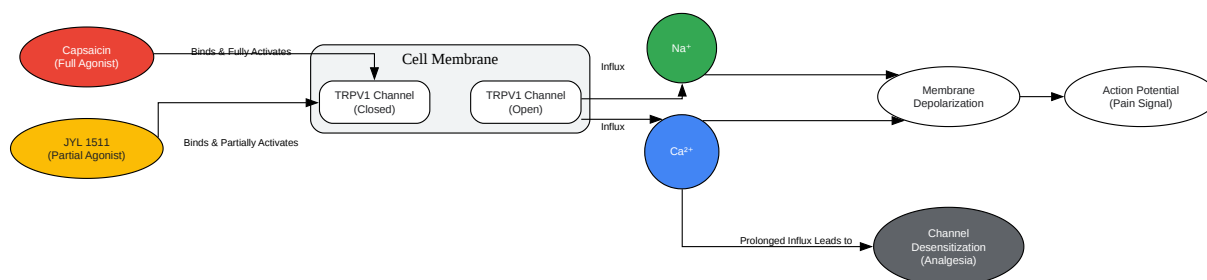 Capsaicin
(Full Agonist)
Binds & Fully Activates
JYL 1511
(Partial Agonist)
Binds & Partially Activates
Cell Membrane
TRPV1 Channel
(Closed)
TRPV1 Channel
(Open)
Influx
Influx
Na⁺
Ca²⁺
Membrane
Depolarization
Action Potential
(Pain Signal)
Prolonged Influx Leads to
Channel
Desensitization
(Analgesia)